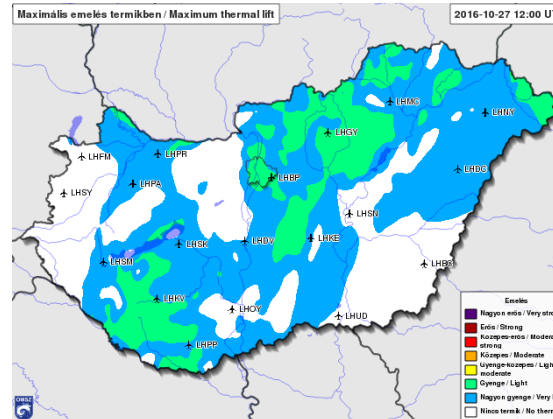 Maximális emelés termikben / Maximum thermal lift
2016-10-27 12:00 UT
LHMC
LHNY
LHGY
LHFM
LHPR
LHDC
LHBP
LHPA
LHSY
LHSN
LHKE
LHDV
LHSK
LHSM
LHBC
LHKV
LHOY
LHUD
LHPP
Emelés
Nagyon erős / Very stro
Erős / Strong
Közepes-erős / Modera
strong
Közepes / Moderate
Gyenge-közepes / Light
moderate
Gyenge / Light
Nagyon gyenge / Very l
Nincs termik / No therm
OMSZ